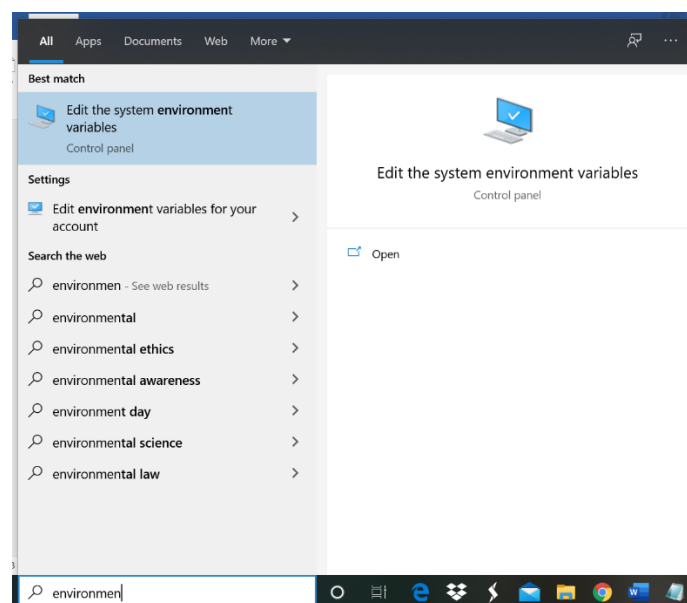 All Apps Documents Web More
Best match
Edit the system environment
variables
Control panel
Settings
Edit environment variables for your
account
Search the web
environmen - See web results
environmental
environmental ethics
environmental awareness
environment day
environmental science
environmental law
Edit the system environment variables
Control panel
Open
environmen